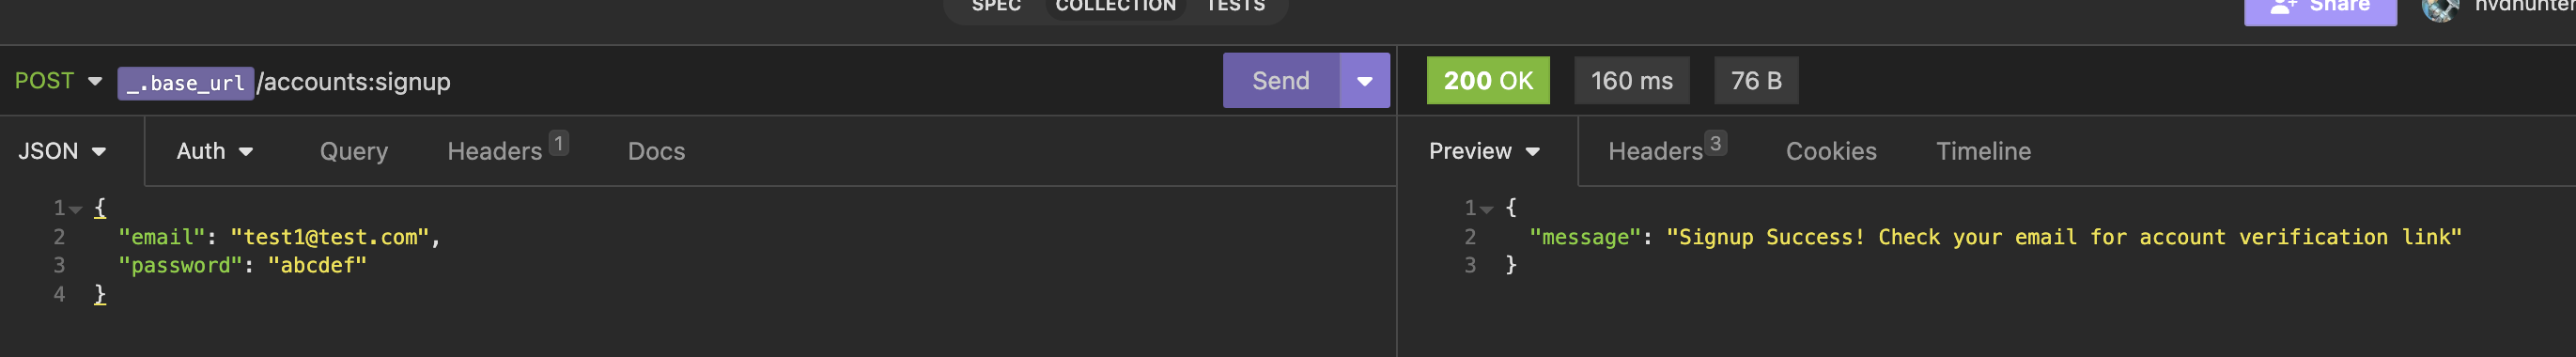 SPEC COLLECTION TESTS Share
POST _.base_url /accounts:signup Send 200 OK 160 ms 76 B
JSON Auth Query Headers 1 Docs
Preview Headers 3 Cookies Timeline
1 {
2 "email": "test1@test.com",
3 "password": "abcdef"
4 }
1 {
2 "message": "Signup Success! Check your email for account verification link"
3 }